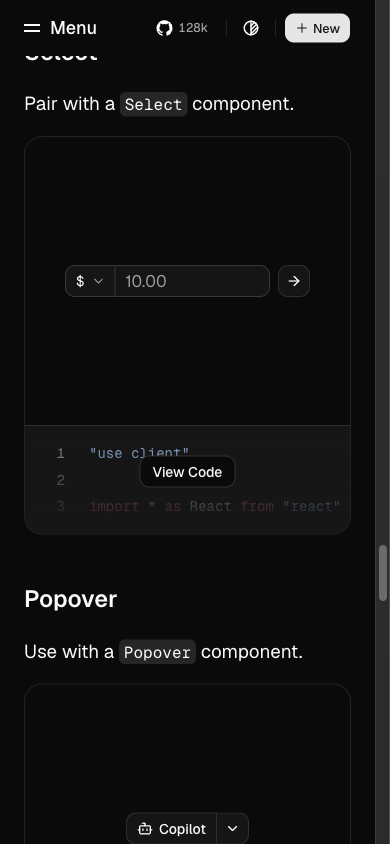 Menu
128k
+ New
Select
Pair with a Select component.
$
10.00
1 "use client"
View Code
2
3 import * as React from "react"
Popover
Use with a Popover component.
Copilot